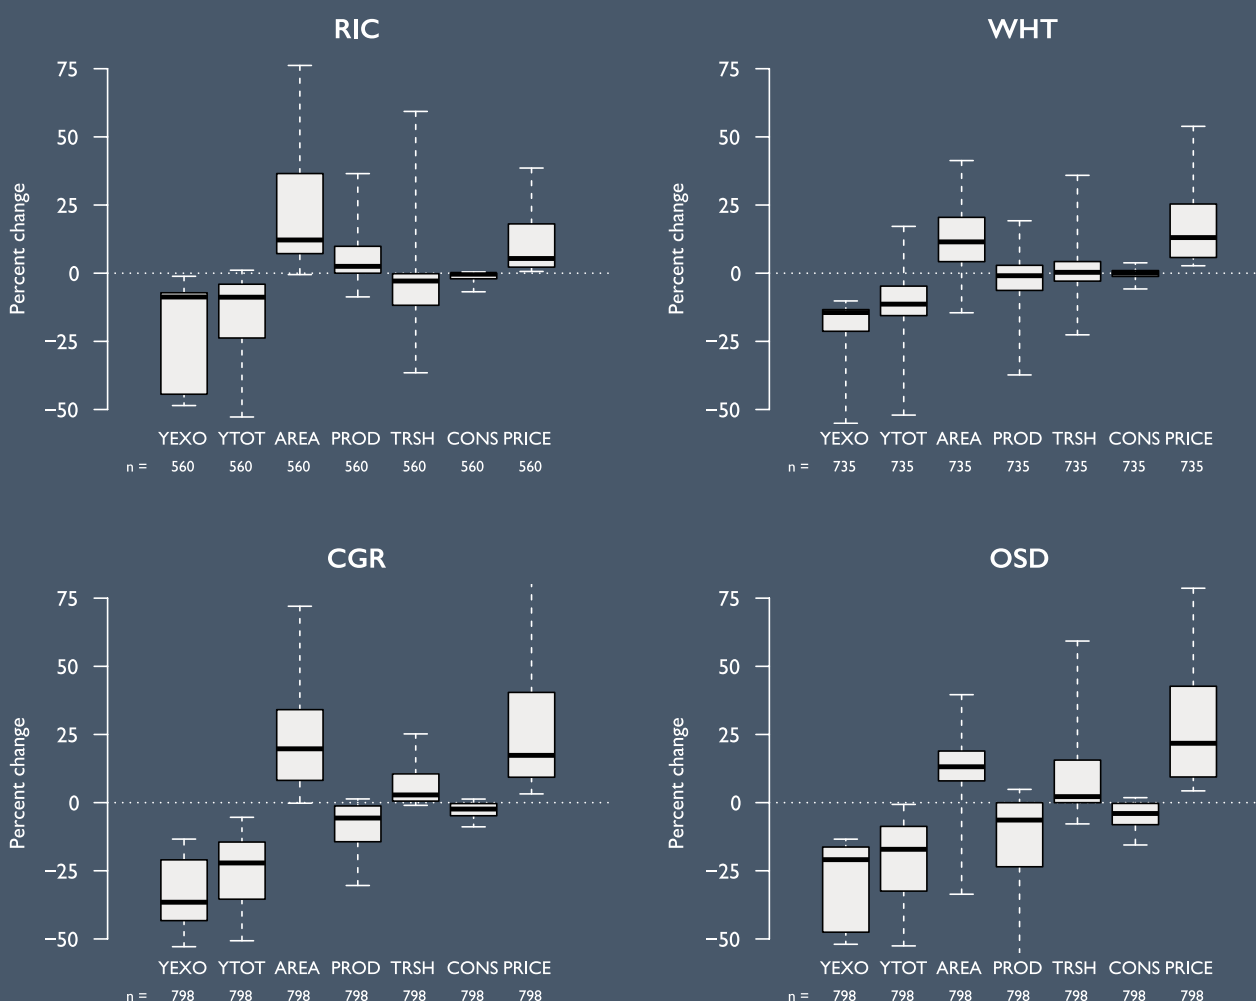 RIC
Percent change
75
50
25
0
−25
−50
YEXO YTOT AREA PROD TRSH CONS PRICE
n = 560 560 560 560 560 560 560
WHT
Percent change
75
50
25
0
−25
−50
YEXO YTOT AREA PROD TRSH CONS PRICE
n = 735 735 735 735 735 735 735
CGR
Percent change
75
50
25
0
−25
−50
YEXO YTOT AREA PROD TRSH CONS PRICE
n = 798 798 798 798 798 798 798
OSD
Percent change
75
50
25
0
−25
−50
YEXO YTOT AREA PROD TRSH CONS PRICE
n = 798 798 798 798 798 798 798